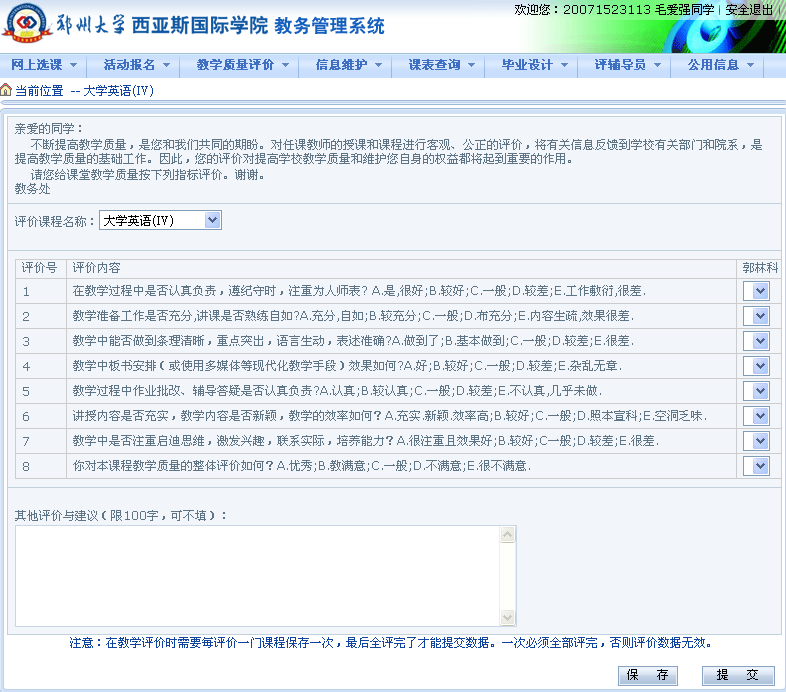 欢迎您：20071523113 毛爱强同学 | 安全退出 |
郑州大学 西亚斯国际学院 教务管理系统
网上选课 活动报名 教学质量评价 信息维护 课表查询 毕业设计 评辅导员 公用信息
当前位置 -- 大学英语(IV)
亲爱的同学：
不断提高教学质量，是您和我们共同的期盼。对任课教师的授课和课程进行客观、公正的评价，将有关信息反馈到学校有关部门和院系，是
提高教学质量的基础工作。因此，您的评价对提高学校教学质量和维护您自身的权益都将起到重要的作用。
请您给课堂教学质量按下列指标评价。谢谢。
教务处
评价课程名称： 大学英语(IV)
评价号 评价内容 郭林科
1 在教学过程中是否认真负责，遵纪守时，注重为人师表? A.是,很好;B.较好;C.一般;D.较差;E.工作敷衍,很差.
2 教学准备工作是否充分,讲课是否熟练自如?A.充分,自如;B.较充分;C.一般;D.布充分;E.内容生疏,效果很差.
3 教学中能否做到条理清晰，重点突出，语言生动，表述准确?A.做到了;B.基本做到;C.一般;D.较差;E.很差.
4 教学中板书安排（或使用多媒体等现代化教学手段）效果如何?A.好;B.较好;C.一般;D.较差;E.杂乱无章.
5 教学过程中作业批改、辅导答疑是否认真负责?A.认真;B.较认真;C.一般;D.较差;E.不认真,几乎未做.
6 讲授内容是否充实，教学内容是否新颖，教学的效率如何？A.充实.新颖.效率高;B.较好;C.一般;D.照本宣科;E.空洞乏味.
7 教学中是否注重启迪思维，激发兴趣，联系实际，培养能力？A.很注重且效果好;B.较好;C一般;D.较差;E.很差.
8 你对本课程教学质量的整体评价如何？A.优秀;B.教满意;C.一般;D.不满意;E.很不满意.
其他评价与建议（限100字，可不填）：
注意：在教学评价时需要每评价一门课程保存一次，最后全评完了才能提交数据。一次必须全部评完，否则评价数据无效。
保 存 提 交